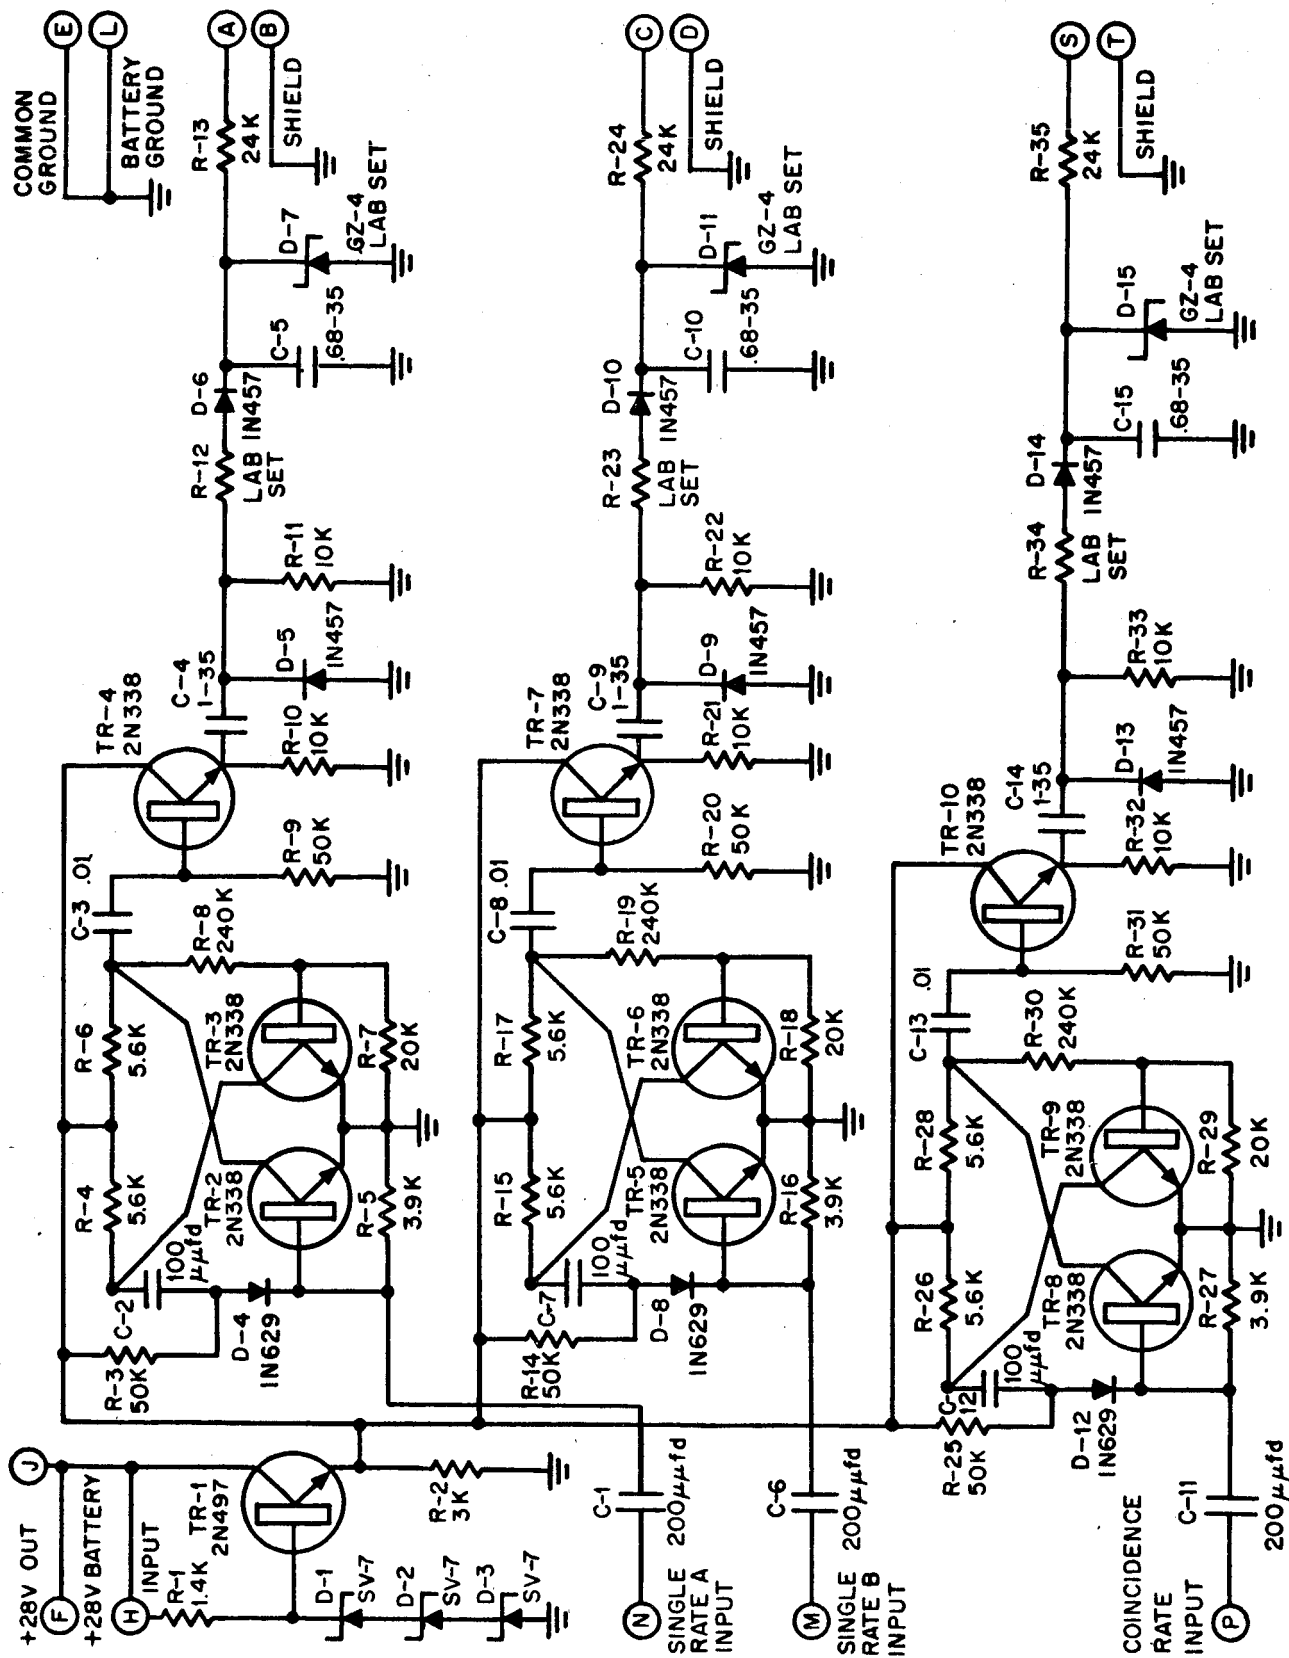 +28V OUT
J
F
+28V BATTERY
H
INPUT
R-1
1.4K
TR-1
2N497
D-1
SV-7
D-2
SV-7
D-3
SV-7
R-2
3K
N
SINGLE
RATE A
INPUT
C-1
200μμfd
M
SINGLE
RATE B
INPUT
C-6
200μμfd
COINCIDENCE
RATE
INPUT
P
C-11
200μμfd
R-3
50K
C-2
100
μμfd
D-4
1N629
R-4
5.6K
R-6
5.6K
TR-2
2N338
TR-3
2N338
R-5
3.9K
R-7
20K
R-8
240K
C-3 .01
R-9
50K
TR-4
2N338
R-10
10K
C-4
1-35
D-5
IN457
R-11
10K
R-12
LAB
SET
D-6
IN457
C-5
.68-35
D-7
GZ-4
LAB SET
R-13
24K
A
B
SHIELD
COMMON
GROUND
E
L
BATTERY
GROUND
R-14
50K
C-7
100
μμfd
D-8
1N629
R-15
5.6K
R-17
5.6K
TR-5
2N338
TR-6
2N338
R-16
3.9K
R-18
20K
R-19
240K
C-8 .01
R-20
50K
TR-7
2N338
R-21
10K
C-9
1-35
D-9
IN457
R-22
10K
R-23
LAB
SET
D-10
IN457
C-10
.68-35
D-11
GZ-4
LAB SET
R-24
24K
C
D
SHIELD
R-25
50K
C-
12
100
μμfd
D-12
IN629
R-26
5.6K
R-28
5.6K
TR-8
2N338
TR-9
2N338
R-27
3.9K
R-29
20K
R-30
240K
C-13 .01
R-31
50K
TR-10
2N338
R-32
10K
C-14
1-35
D-13
IN457
R-33
10K
R-34
LAB
SET
D-14
IN457
C-15
.68-35
D-15
GZ-4
LAB SET
R-35
24K
S
T
SHIELD